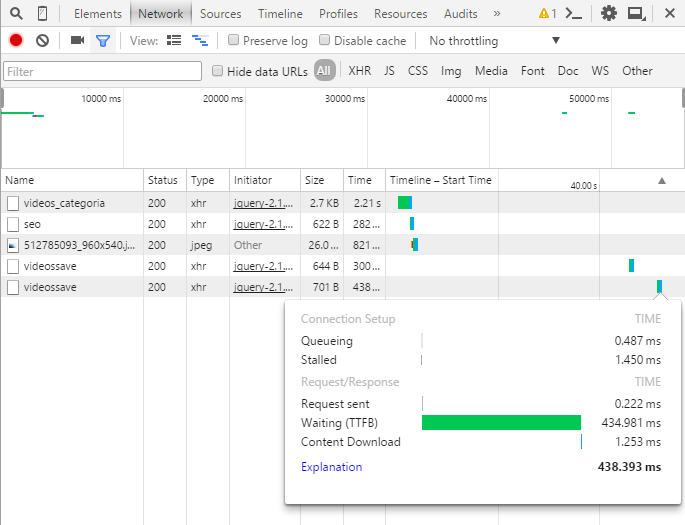 Elements Network Sources Timeline Profiles Resources Audits » 1
View: Preserve log Disable cache No throttling
Filter Hide data URLs All XHR JS CSS Img Media Font Doc WS Other
10000 ms 20000 ms 30000 ms 40000 ms 50000 ms
Name Status Type Initiator Size Time Timeline – Start Time 40.00 s
videos_categoria 200 xhr jquery-2.1.... 2.7 KB 2.21 s
seo 200 xhr jquery-2.1.... 622 B 282...
512785093_960x540.j... 200 jpeg Other 26.0 ... 821...
videossave 200 xhr jquery-2.1.... 644 B 300...
videossave 200 xhr jquery-2.1.... 701 B 438...
Connection Setup TIME
Queueing 0.487 ms
Stalled 1.450 ms
Request/Response TIME
Request sent 0.222 ms
Waiting (TTFB) 434.981 ms
Content Download 1.253 ms
Explanation 438.393 ms